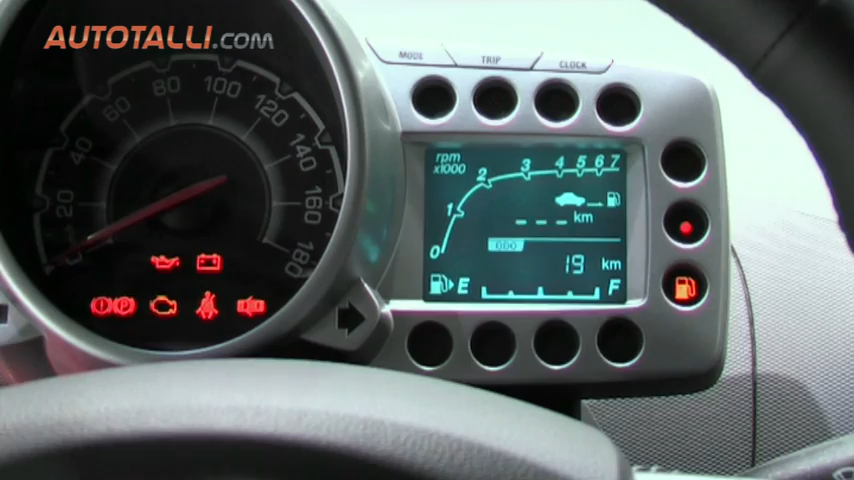 AUTOTALLI.COM
MODE TRIP CLOCK
0 20 40 60 80 100 120 140 160 180
rpm
x1000
0 1 2 3 4 5 6 7
--- km
ODO
19 km
E F
P